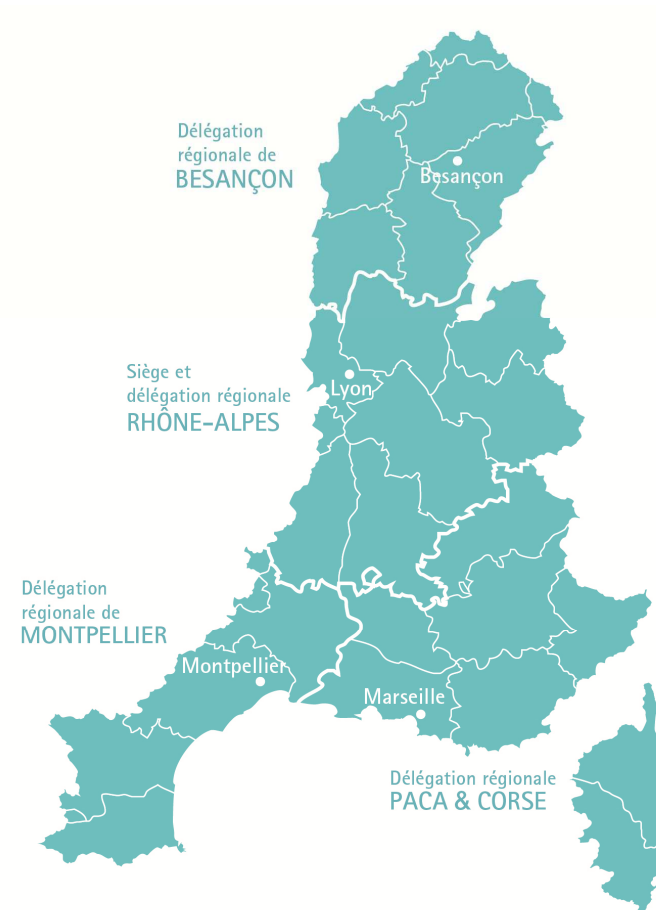 Délégation
régionale de
BESANÇON
Besançon
Siège et
délégation régionale
RHÔNE-ALPES
Lyon
Délégation
régionale de
MONTPELLIER
Montpellier
Marseille
Délégation régionale
PACA & CORSE